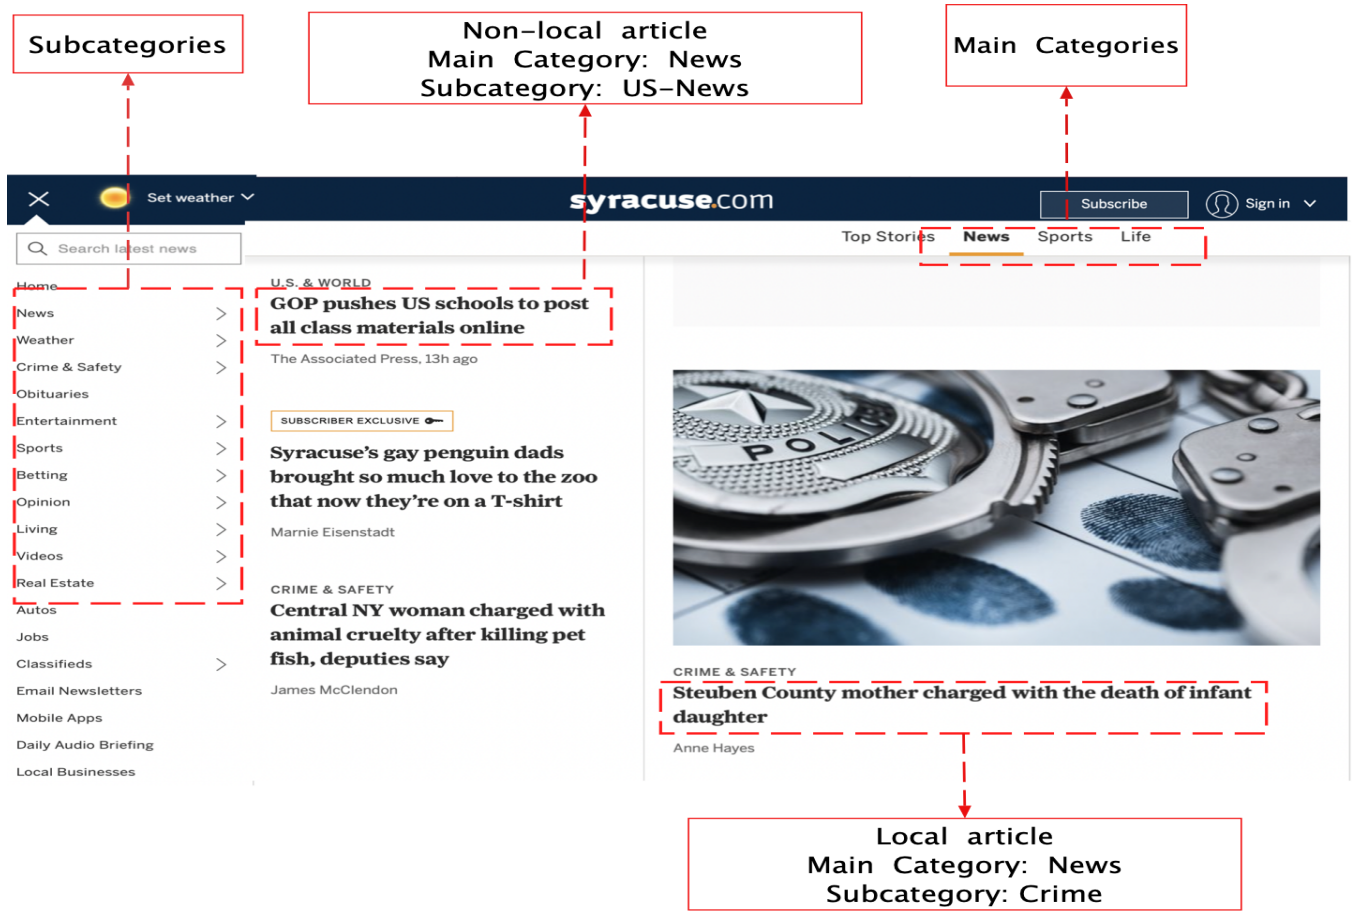 Subcategories
Non-local article
Main Category: News
Subcategory: US-News
Main Categories
Set weather
syracuse.com
Subscribe
Sign in
Search latest news
Top Stories
News
Sports
Life
Home
News
Weather
Crime & Safety
Obituaries
Entertainment
Sports
Betting
Opinion
Living
Videos
Real Estate
Autos
Jobs
Classifieds
Email Newsletters
Mobile Apps
Daily Audio Briefing
Local Businesses
U.S. & WORLD
GOP pushes US schools to post
all class materials online
The Associated Press, 13h ago
SUBSCRIBER EXCLUSIVE
Syracuse’s gay penguin dads
brought so much love to the zoo
that now they’re on a T-shirt
Marnie Eisenstadt
CRIME & SAFETY
Central NY woman charged with
animal cruelty after killing pet
fish, deputies say
James McClendon
POLICE
CRIME & SAFETY
Steuben County mother charged with the death of infant
daughter
Anne Hayes
Local article
Main Category: News
Subcategory: Crime